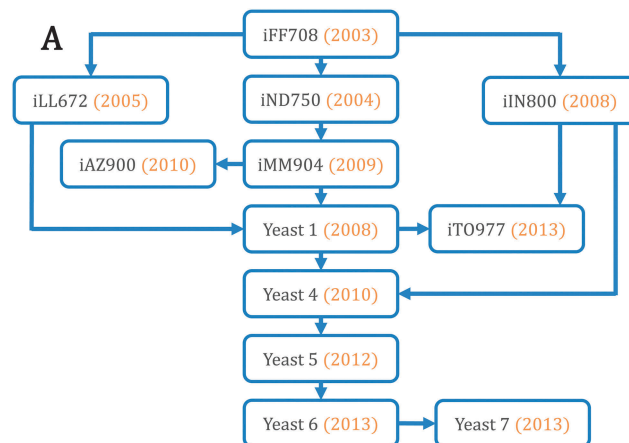 A
iFF708 (2003)
iLL672 (2005)
iND750 (2004)
iIN800 (2008)
iAZ900 (2010)
iMM904 (2009)
Yeast 1 (2008)
iTO977 (2013)
Yeast 4 (2010)
Yeast 5 (2012)
Yeast 6 (2013)
Yeast 7 (2013)